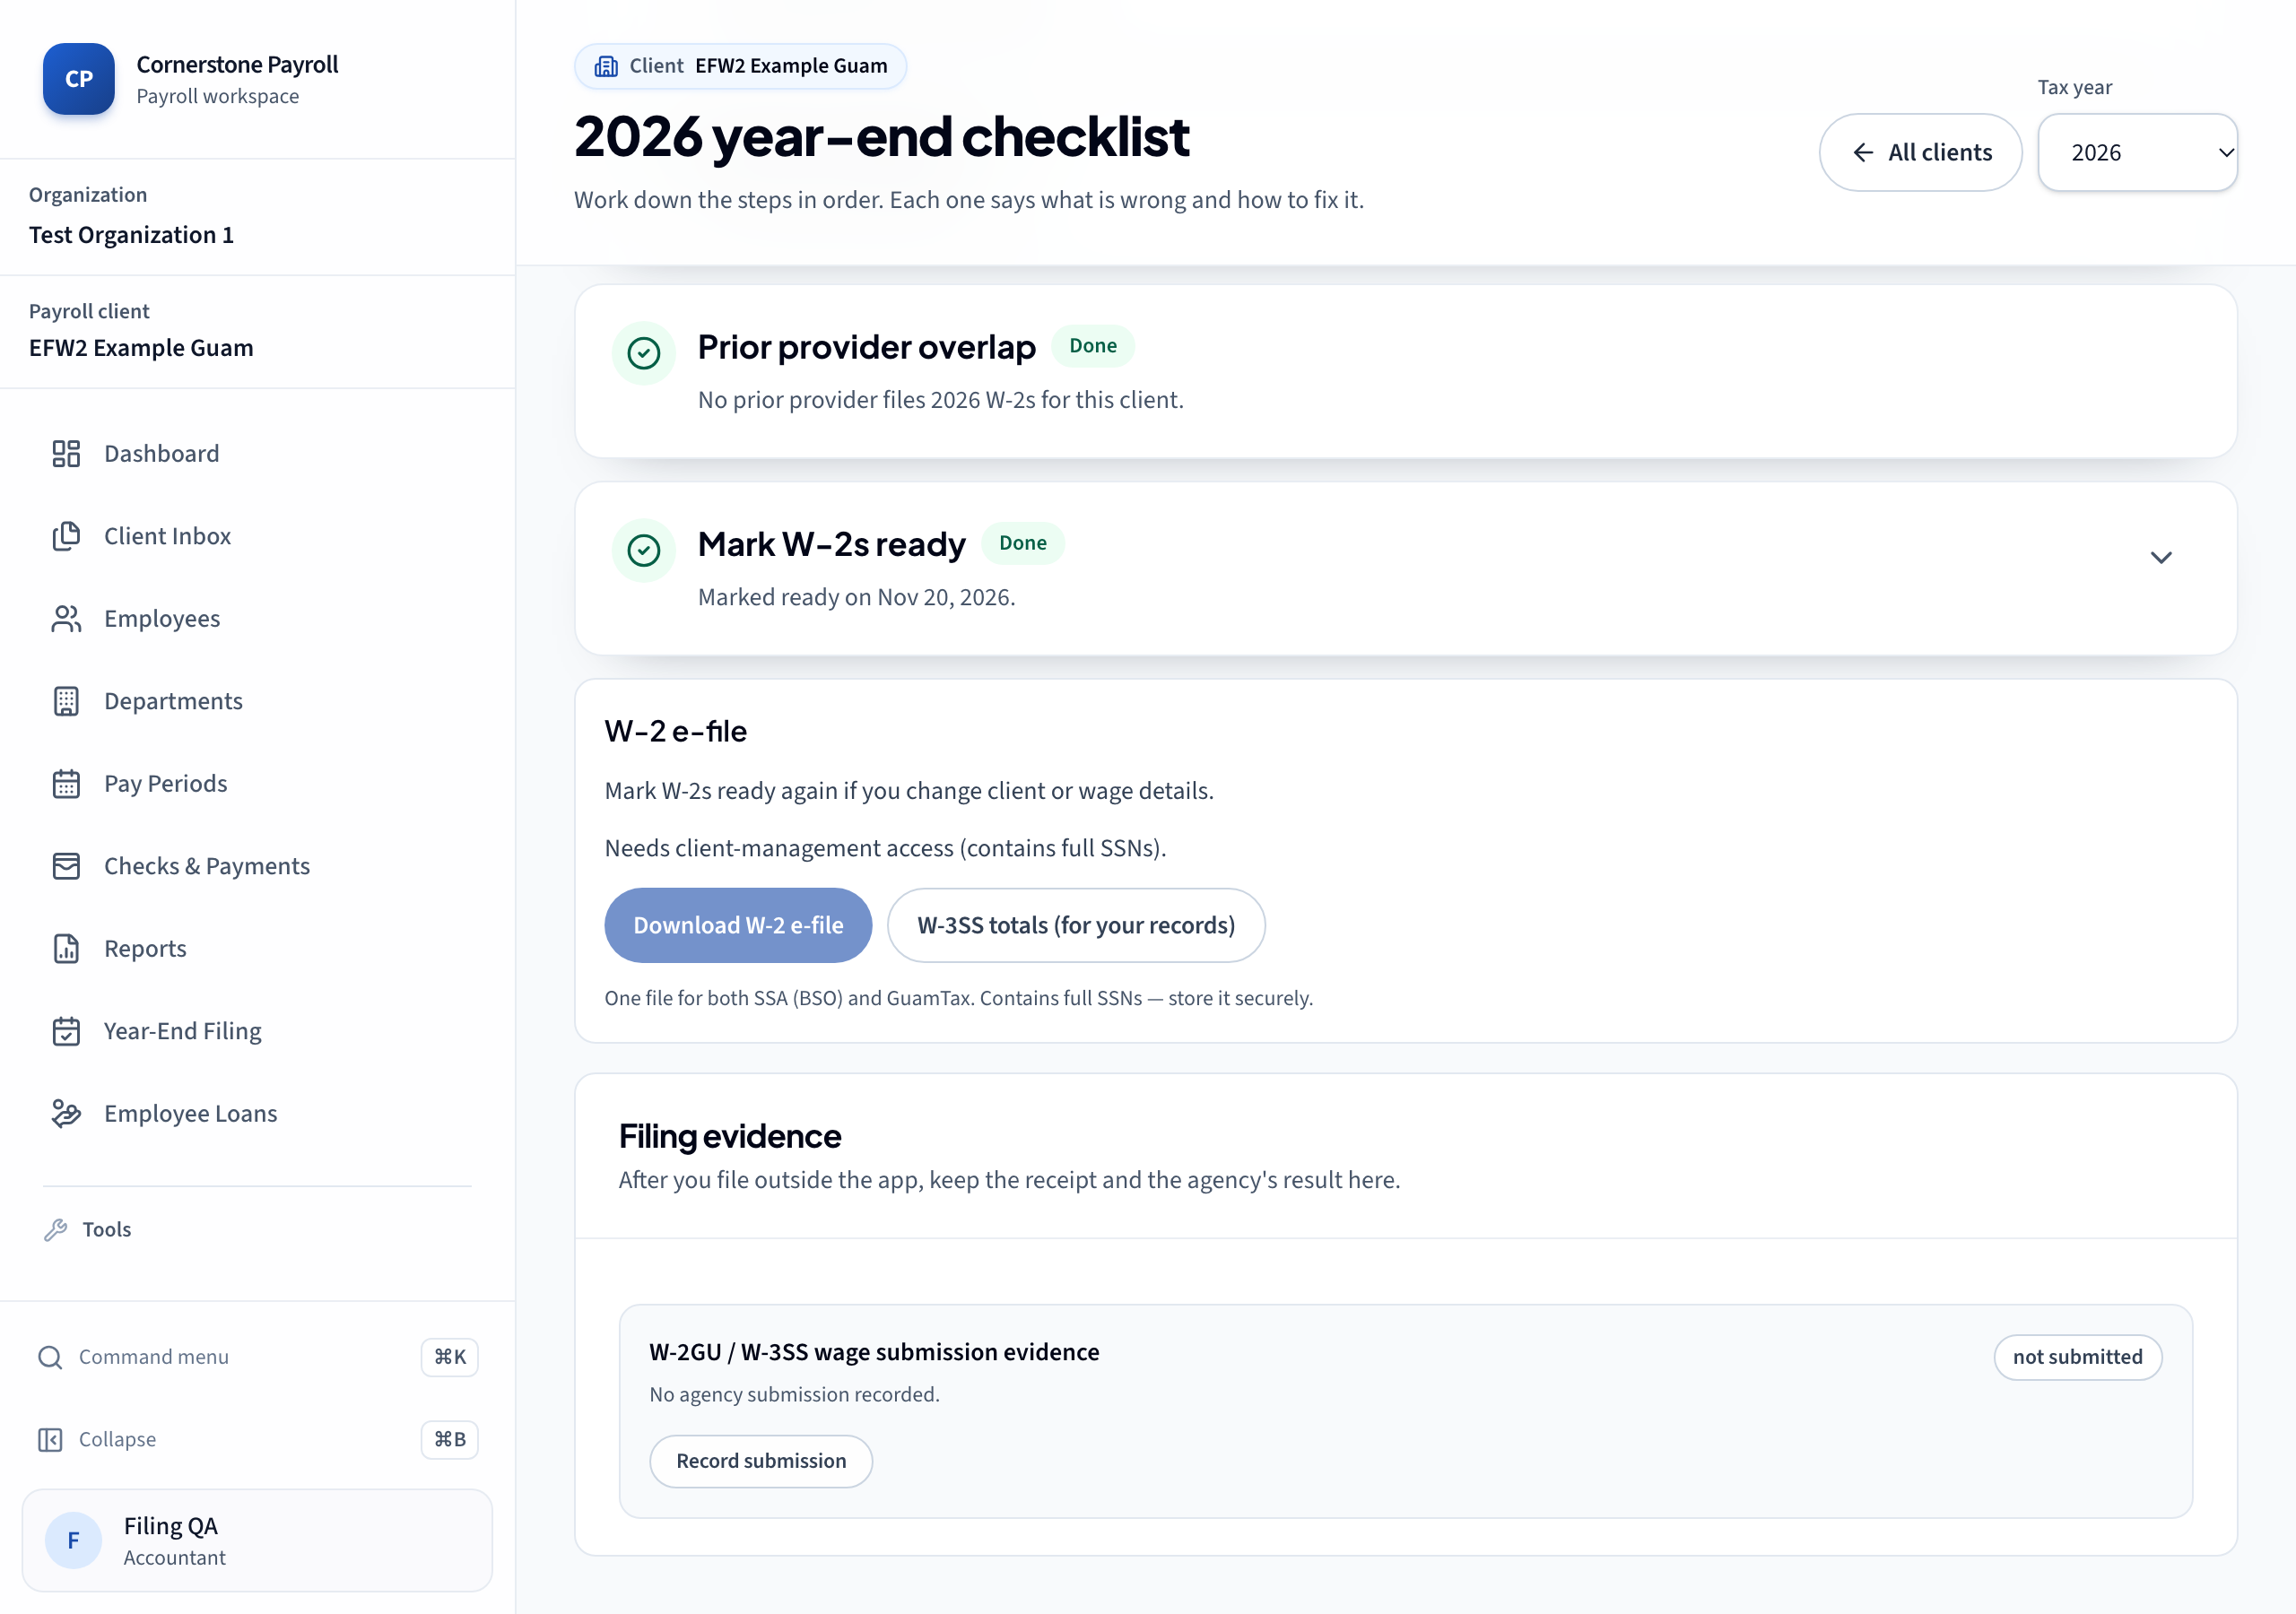 CP
Cornerstone Payroll
Payroll workspace
Organization
Test Organization 1
Payroll client
EFW2 Example Guam
Dashboard
Client Inbox
Employees
Departments
Pay Periods
Checks & Payments
Reports
Year-End Filing
Employee Loans
Tools
Command menu ⌘K
Collapse ⌘B
F
Filing QA
Accountant
Client EFW2 Example Guam
2026 year-end checklist
Work down the steps in order. Each one says what is wrong and how to fix it.
All clients
Tax year
2026
Prior provider overlap Done
No prior provider files 2026 W-2s for this client.
Mark W-2s ready Done
Marked ready on Nov 20, 2026.
W-2 e-file
Mark W-2s ready again if you change client or wage details.
Needs client-management access (contains full SSNs).
Download W-2 e-file W-3SS totals (for your records)
One file for both SSA (BSO) and GuamTax. Contains full SSNs — store it securely.
Filing evidence
After you file outside the app, keep the receipt and the agency's result here.
W-2GU / W-3SS wage submission evidence not submitted
No agency submission recorded.
Record submission